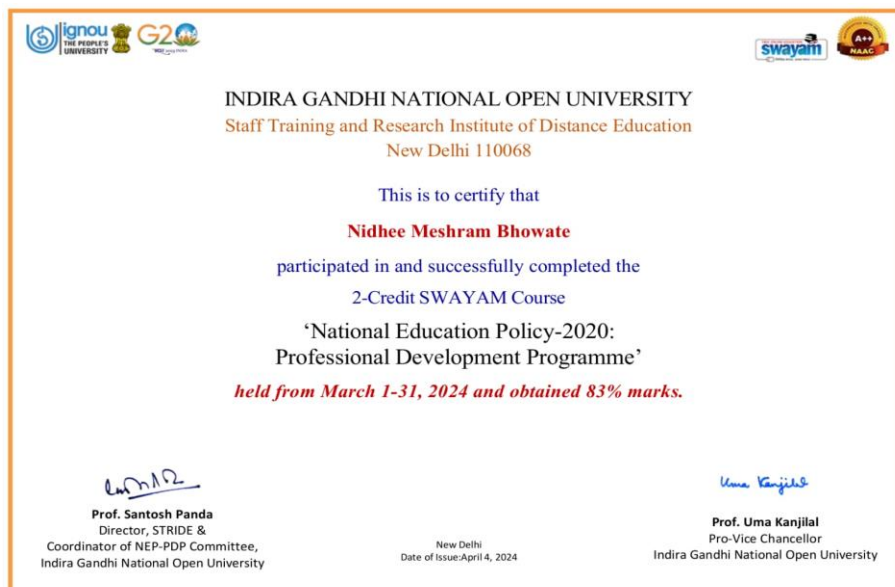 ignou
THE PEOPLE'S
UNIVERSITY
G20
swayam
A++
NAAC
INDIRA GANDHI NATIONAL OPEN UNIVERSITY
Staff Training and Research Institute of Distance Education
New Delhi 110068
This is to certify that
Nidhee Meshram Bhowate
participated in and successfully completed the
2-Credit SWAYAM Course
‘National Education Policy-2020:
Professional Development Programme’
held from March 1-31, 2024 and obtained 83% marks.
Prof. Santosh Panda
Director, STRIDE &
Coordinator of NEP-PDP Committee,
Indira Gandhi National Open University
New Delhi
Date of Issue:April 4, 2024
Uma Kanjilal
Prof. Uma Kanjilal
Pro-Vice Chancellor
Indira Gandhi National Open University